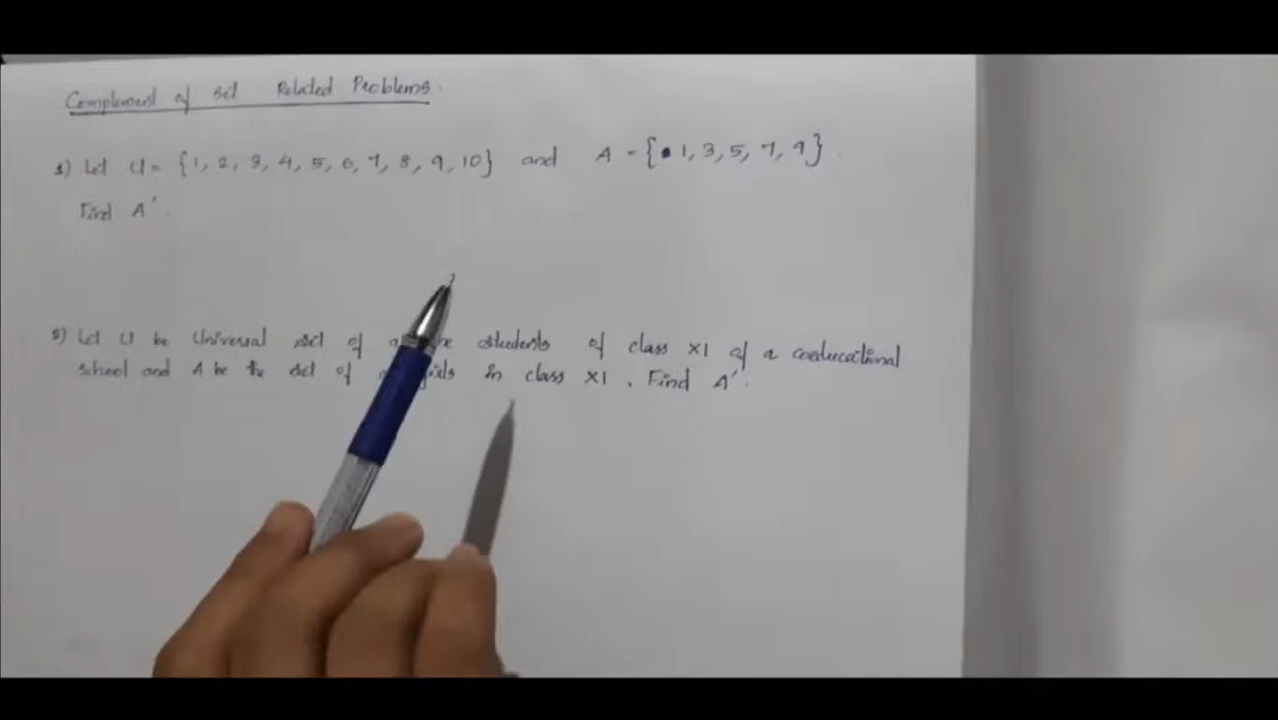 Complement of set Related Problems.
1) Let U = {1, 2, 3, 4, 5, 6, 7, 8, 9, 10} and A = {1, 3, 5, 7, 9}.
Find A′.
2) Let U be Universal set of students of class XI of a coeducational
school and A be the set of girls in class XI. Find A′.